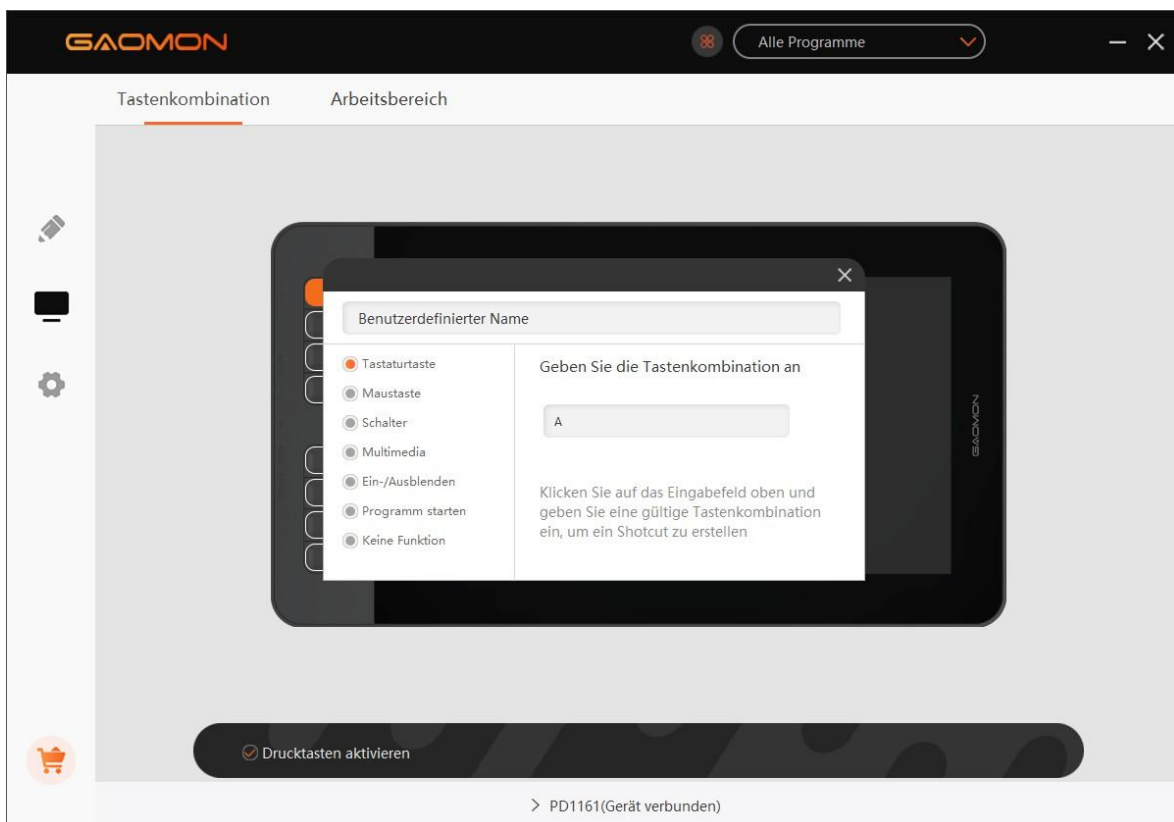 GAOMON
Alle Programme
Tastenkombination
Arbeitsbereich
Benutzerdefinierter Name
Tastaturtaste
Maustaste
Schalter
Multimedia
Ein-/Ausblenden
Programm starten
Keine Funktion
Geben Sie die Tastenkombination an
A
Klicken Sie auf das Eingabefeld oben und
geben Sie eine gültige Tastenkombination
ein, um ein Shotcut zu erstellen
GAOMON
Drucktasten aktivieren
PD1161(Gerät verbunden)